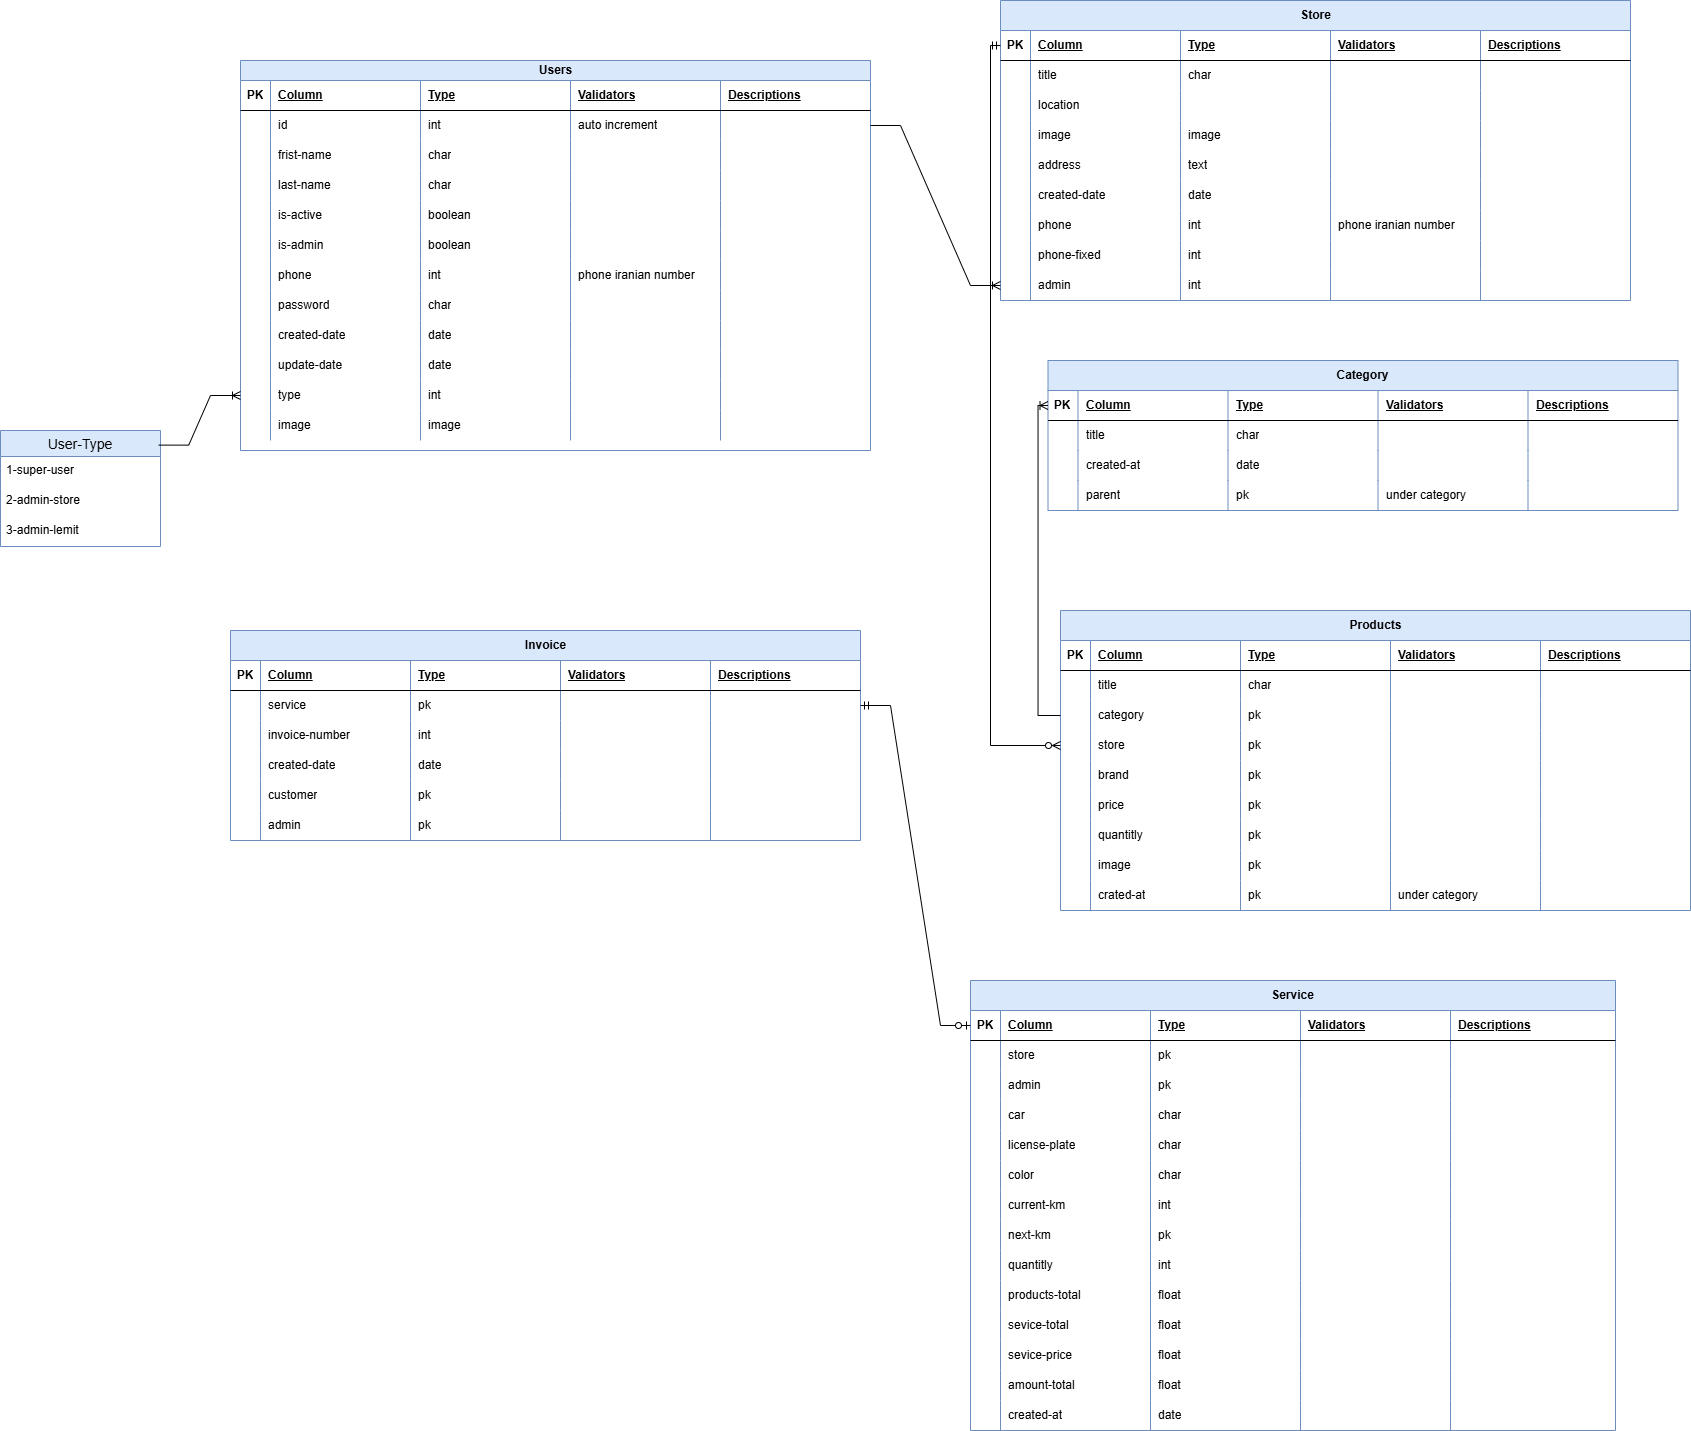 Users
PK Column Type Validators Descriptions
id int auto increment
frist-name char
last-name char
is-active boolean
is-admin boolean
phone int phone iranian number
password char
created-date date
update-date date
type int
image image
User-Type
1-super-user
2-admin-store
3-admin-lemit
Store
PK Column Type Validators Descriptions
title char
location
image image
address text
created-date date
phone int phone iranian number
phone-fixed int
admin int
Category
PK Column Type Validators Descriptions
title char
created-at date
parent pk under category
Invoice
PK Column Type Validators Descriptions
service pk
invoice-number int
created-date date
customer pk
admin pk
Products
PK Column Type Validators Descriptions
title char
category pk
store pk
brand pk
price pk
quantitly pk
image pk
crated-at pk under category
Service
PK Column Type Validators Descriptions
store pk
admin pk
car char
license-plate char
color char
current-km int
next-km pk
quantitly int
products-total float
sevice-total float
sevice-price float
amount-total float
created-at date